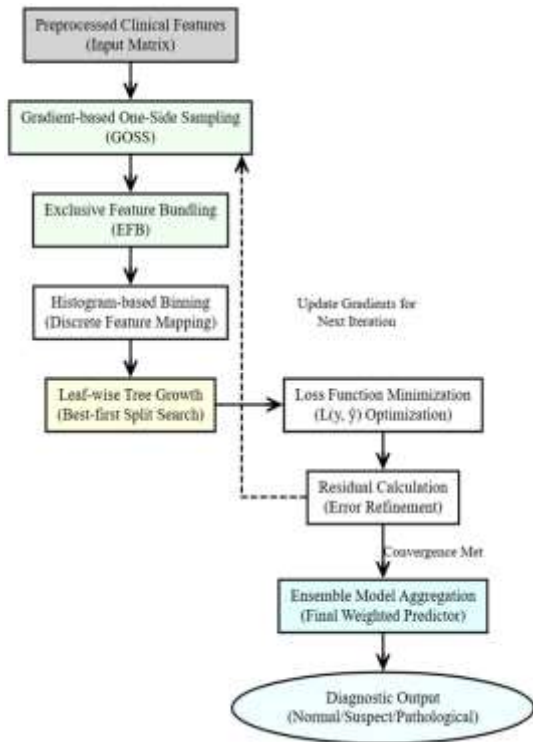 Preprocessed Clinical Features
(Input Matrix)
Gradient-based One-Side Sampling
(GOSS)
Exclusive Feature Bundling
(EFB)
Histogram-based Binning
(Discrete Feature Mapping)
Update Gradients for
Next Iteration
Leaf-wise Tree Growth
(Best-first Split Search)
Loss Function Minimization
(L(y, ŷ) Optimization)
Residual Calculation
(Error Refinement)
Convergence Met
Ensemble Model Aggregation
(Final Weighted Predictor)
Diagnostic Output
(Normal/Suspect/Pathological)